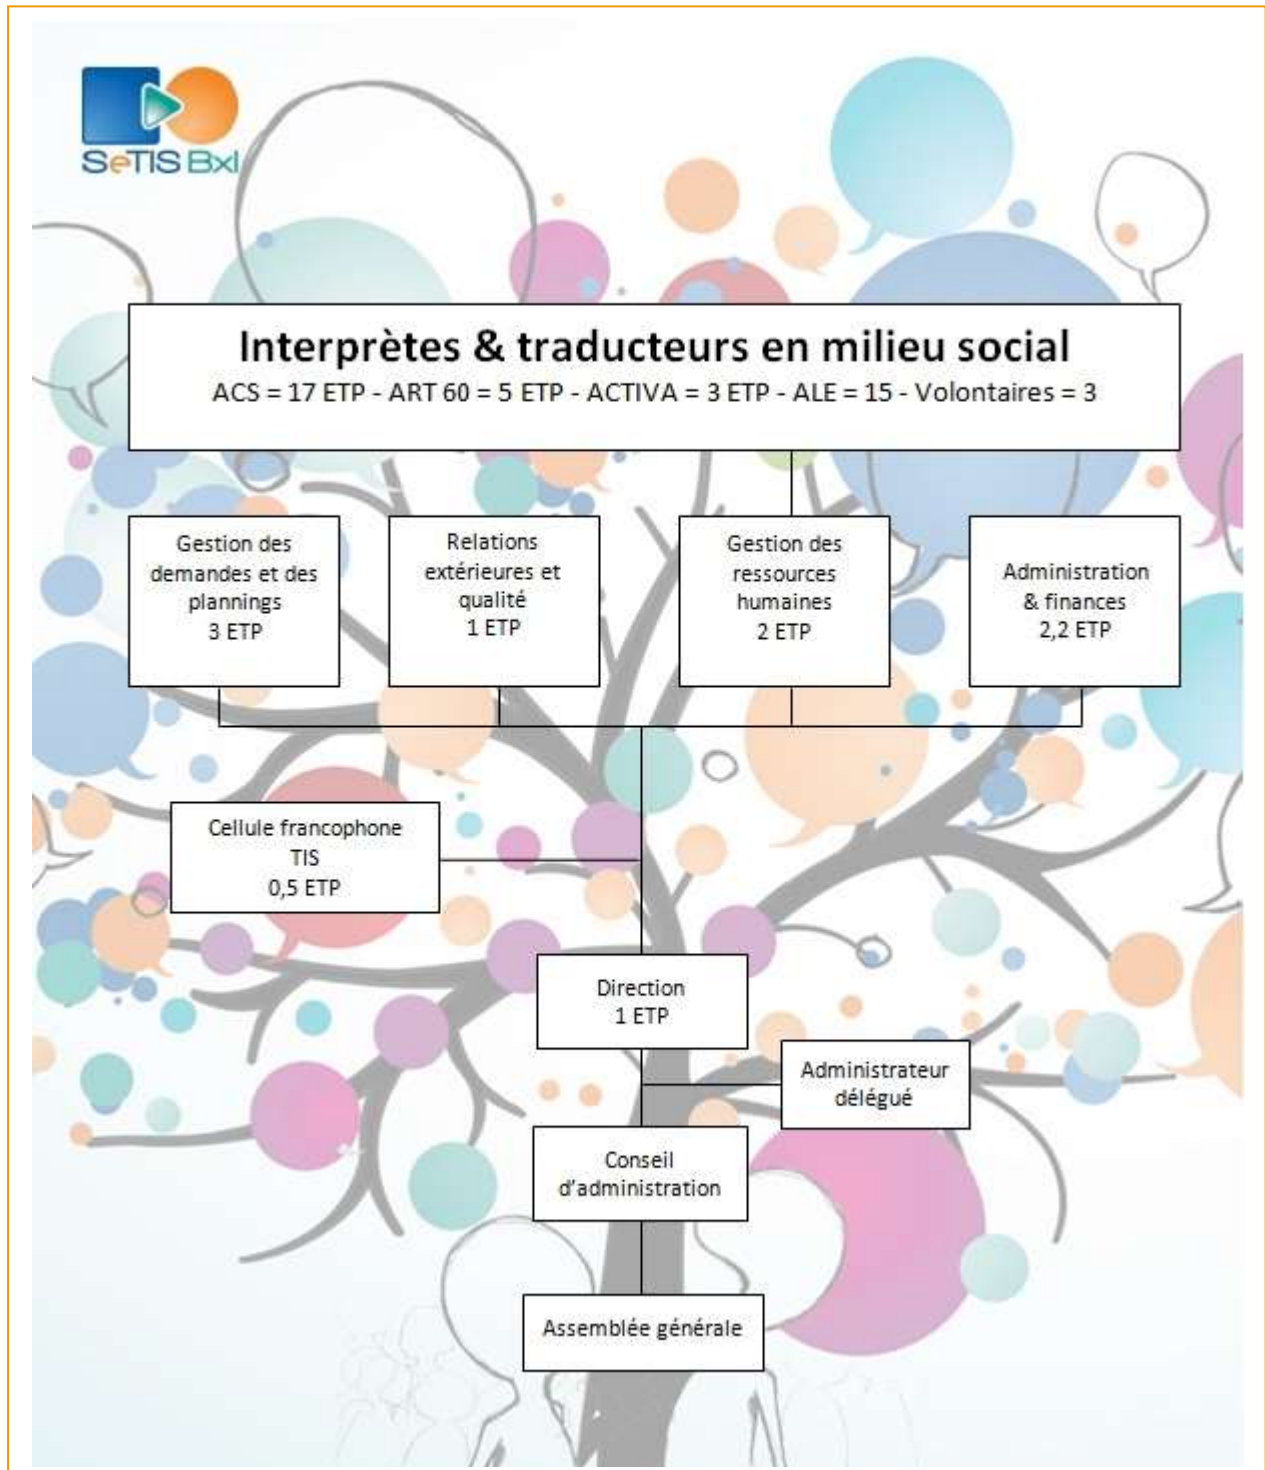 SeTIS Bxl
Interprètes & traducteurs en milieu social
ACS = 17 ETP - ART 60 = 5 ETP - ACTIVA = 3 ETP - ALE = 15 - Volontaires = 3
Gestion des
demandes et des
plannings
3 ETP
Relations
extérieures et
qualité
1 ETP
Gestion des
ressources
humaines
2 ETP
Administration
& finances
2,2 ETP
Cellule francophone
TIS
0,5 ETP
Direction
1 ETP
Administrateur
délégué
Conseil
d'administration
Assemblée générale